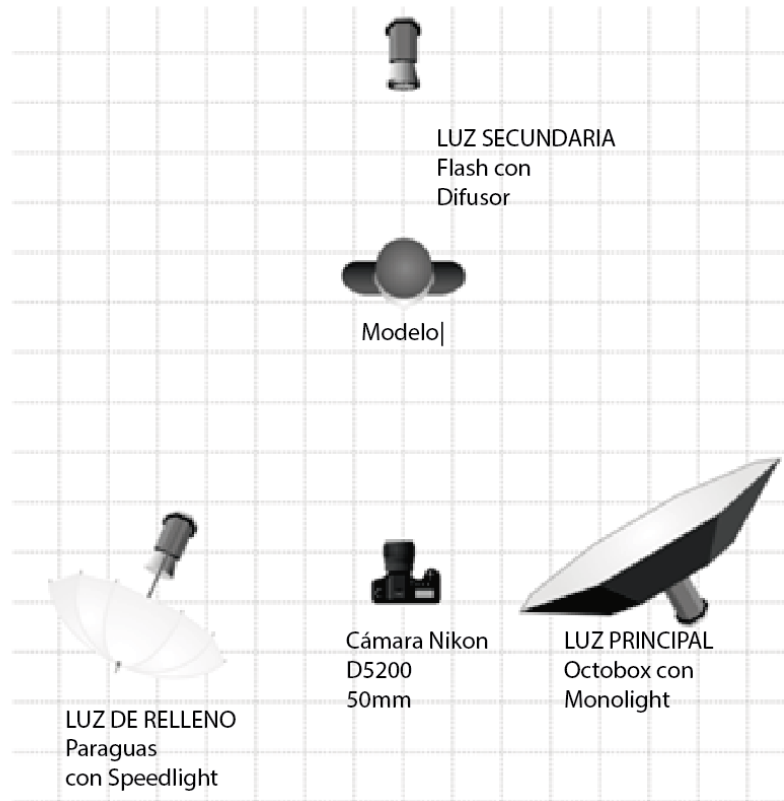 LUZ SECUNDARIA
Flash con
Difusor
Modelo|
Cámara Nikon
D5200
50mm
LUZ PRINCIPAL
Octobox con
Monolight
LUZ DE RELLENO
Paraguas
con Speedlight